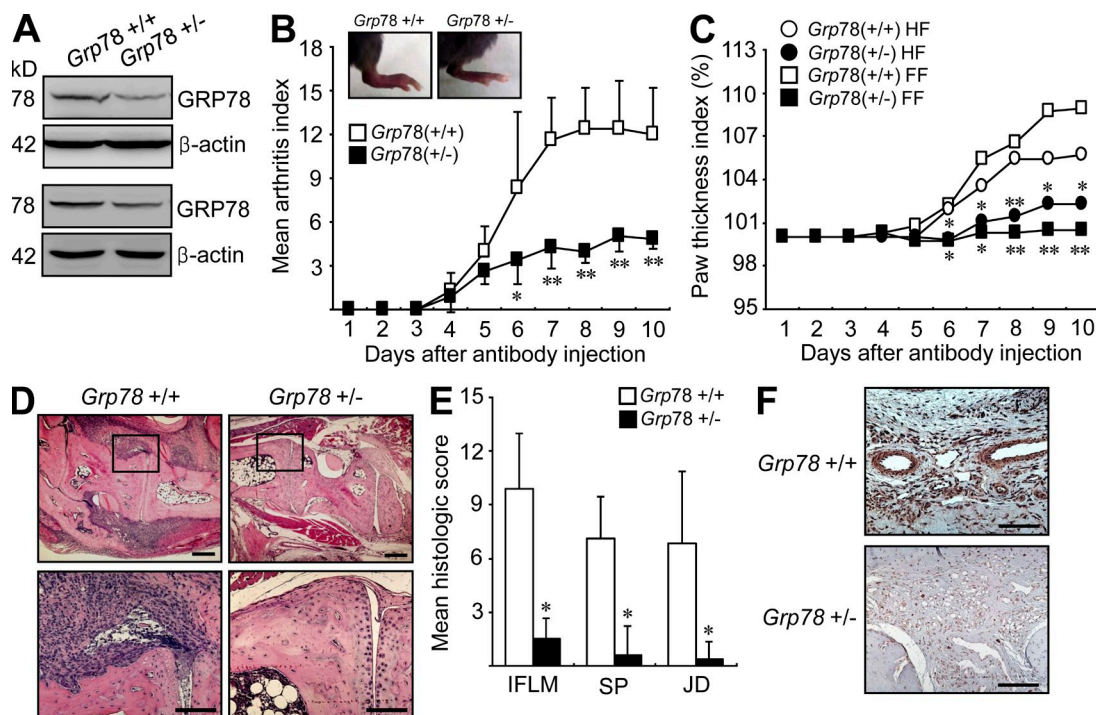 A
Grp78 +/+
Grp78 +/-
kD
78 GRP78
42 β-actin
78 GRP78
42 β-actin
B
Grp78 +/+ Grp78 +/-
Mean arthritis index
18
15
12
9
6
3
Grp78(+/+)
Grp78(+/-)
* ** ** ** **
1 2 3 4 5 6 7 8 9 10
Days after antibody injection
C
Grp78(+/+) HF
Grp78(+/-) HF
Grp78(+/+) FF
Grp78(+/-) FF
Paw thickness index (%)
113
110
107
104
101
98
95
* * ** * *
* * ** ** **
1 2 3 4 5 6 7 8 9 10
Days after antibody injection
D
Grp78 +/+ Grp78 +/-
E
Grp78 +/+
Grp78 +/-
Mean histologic score
15
12
9
6
3
* * *
IFLM SP JD
F
Grp78 +/+
Grp78 +/-